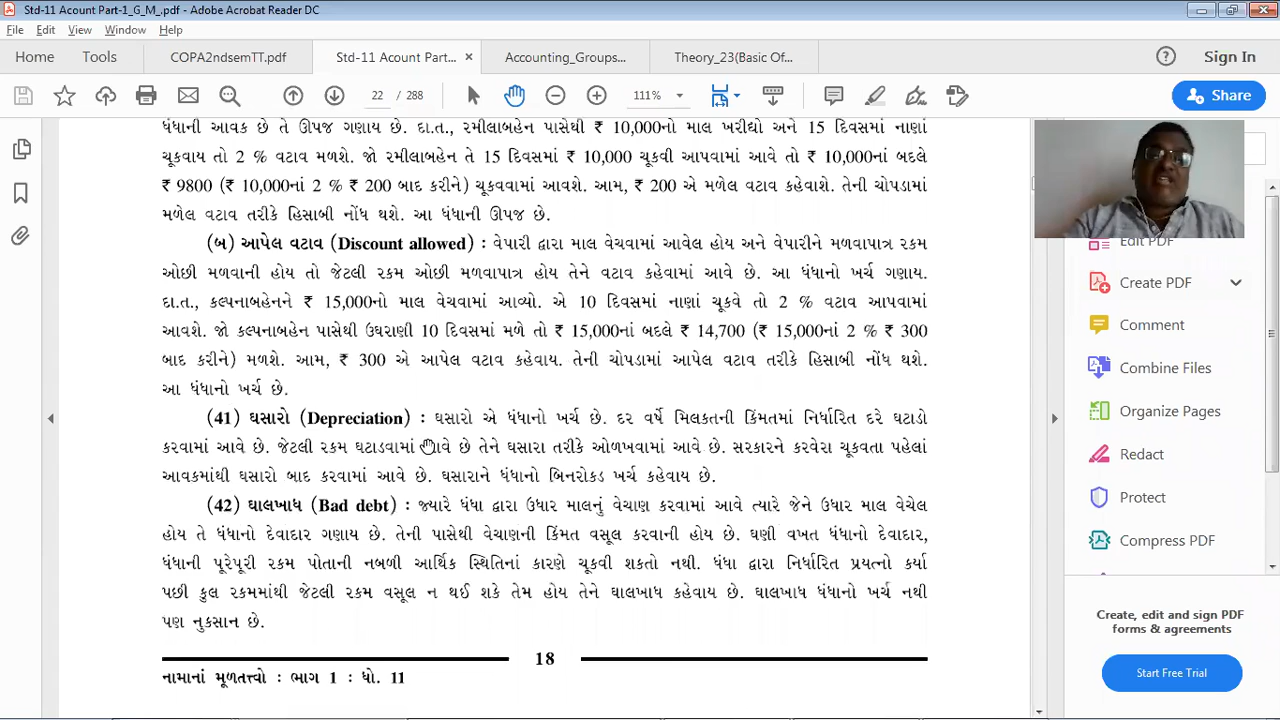 Std-11 Acount Part-1_G_M_.pdf - Adobe Acrobat Reader DC
File Edit View Window Help
Home Tools COPA2ndsemTT.pdf Std-11 Acount Part... × Accounting_Groups... Theory_23(Basic Of... Sign In
22 / 288 111% Share
ધંધાની આવક છે તે ઊપજ ગણાય છે. દા.ત., રમીલાબહેન પાસેથી ₹ 10,000નો માલ ખરીદ્યો અને 15 દિવસમાં નાણાં
ચૂકવાય તો 2 % વટાવ મળશે. જો રમીલાબહેન તે 15 દિવસમાં ₹ 10,000 ચૂકવી આપવામાં આવે તો ₹ 10,000નાં બદલે
₹ 9800 (₹ 10,000નાં 2 % ₹ 200 બાદ કરીને) ચૂકવવામાં આવશે. આમ, ₹ 200 એ મળેલ વટાવ કહેવાશે. તેની ચોપડામાં
મળેલ વટાવ તરીકે હિસાબી નોંધ થશે. આ ધંધાની ઊપજ છે.
(બ) આપેલ વટાવ (Discount allowed) : વેપારી દ્વારા માલ વેચવામાં આવેલ હોય અને વેપારીને મળવાપાત્ર રકમ
ઓછી મળવાની હોય તો જેટલી રકમ ઓછી મળવાપાત્ર હોય તેને વટાવ કહેવામાં આવે છે. આ ધંધાનો ખર્ચ ગણાય.
દા.ત., કલ્પનાબહેનને ₹ 15,000નો માલ વેચવામાં આવ્યો. એ 10 દિવસમાં નાણાં ચૂકવે તો 2 % વટાવ આપવામાં
આવશે. જો કલ્પનાબહેન પાસેથી ઉઘરાણી 10 દિવસમાં મળે તો ₹ 15,000નાં બદલે ₹ 14,700 (₹ 15,000નાં 2 % ₹ 300
બાદ કરીને) મળશે. આમ, ₹ 300 એ આપેલ વટાવ કહેવાય. તેની ચોપડામાં આપેલ વટાવ તરીકે હિસાબી નોંધ થશે.
આ ધંધાનો ખર્ચ છે.
(41) ઘસારો (Depreciation) : ઘસારો એ ધંધાનો ખર્ચ છે. દર વર્ષે મિલકતની કિંમતમાં નિર્ધારિત દરે ઘટાડો
કરવામાં આવે છે. જેટલી રકમ ઘટાડવામાં છે તેને ઘસારા તરીકે ઓળખવામાં આવે છે. સરકારને કરવેરા ચૂકવતા પહેલાં
આવકમાંથી ઘસારો બાદ કરવામાં આવે છે. ઘસારાને ધંધાનો બિનરોકડ ખર્ચ કહેવાય છે.
(42) ઘાલખાધ (Bad debt) : જ્યારે ધંધા દ્વારા ઉધાર માલનું વેચાણ કરવામાં આવે ત્યારે જેને ઉધાર માલ વેચેલ
હોય તે ધંધાનો દેવાદાર ગણાય છે. તેની પાસેથી વેચાણની કિંમત વસૂલ કરવાની હોય છે. ઘણી વખત ધંધાનો દેવાદાર,
ધંધાની પૂરેપૂરી રકમ પોતાની નબળી આર્થિક સ્થિતિનાં કારણે ચૂકવી શકતો નથી. ધંધા દ્વારા નિર્ધારિત પ્રયત્નો કર્યા
પછી કુલ રકમમાંથી જેટલી રકમ વસૂલ ન થઈ શકે તેમ હોય તેને ઘાલખાધ કહેવાય છે. ઘાલખાધ ધંધાનો ખર્ચ નથી
પણ નુકસાન છે.
18
નામાનાં મૂળતત્ત્વો : ભાગ 1 : ધો. 11
Edit PDF
Create PDF
Comment
Combine Files
Organize Pages
Redact
Protect
Compress PDF
Create, edit and sign PDF
forms & agreements
Start Free Trial